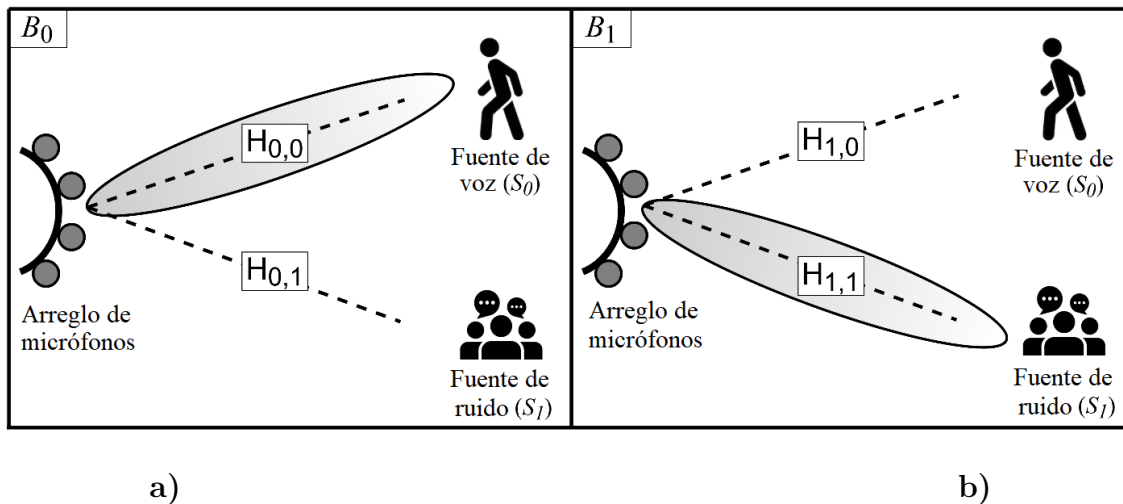 B0
H0,0
Fuente de
voz (S0)
H0,1
Arreglo de
micrófonos
Fuente de
ruido (S1)
B1
H1,0
Fuente de
voz (S0)
H1,1
Arreglo de
micrófonos
Fuente de
ruido (S1)
a)
b)